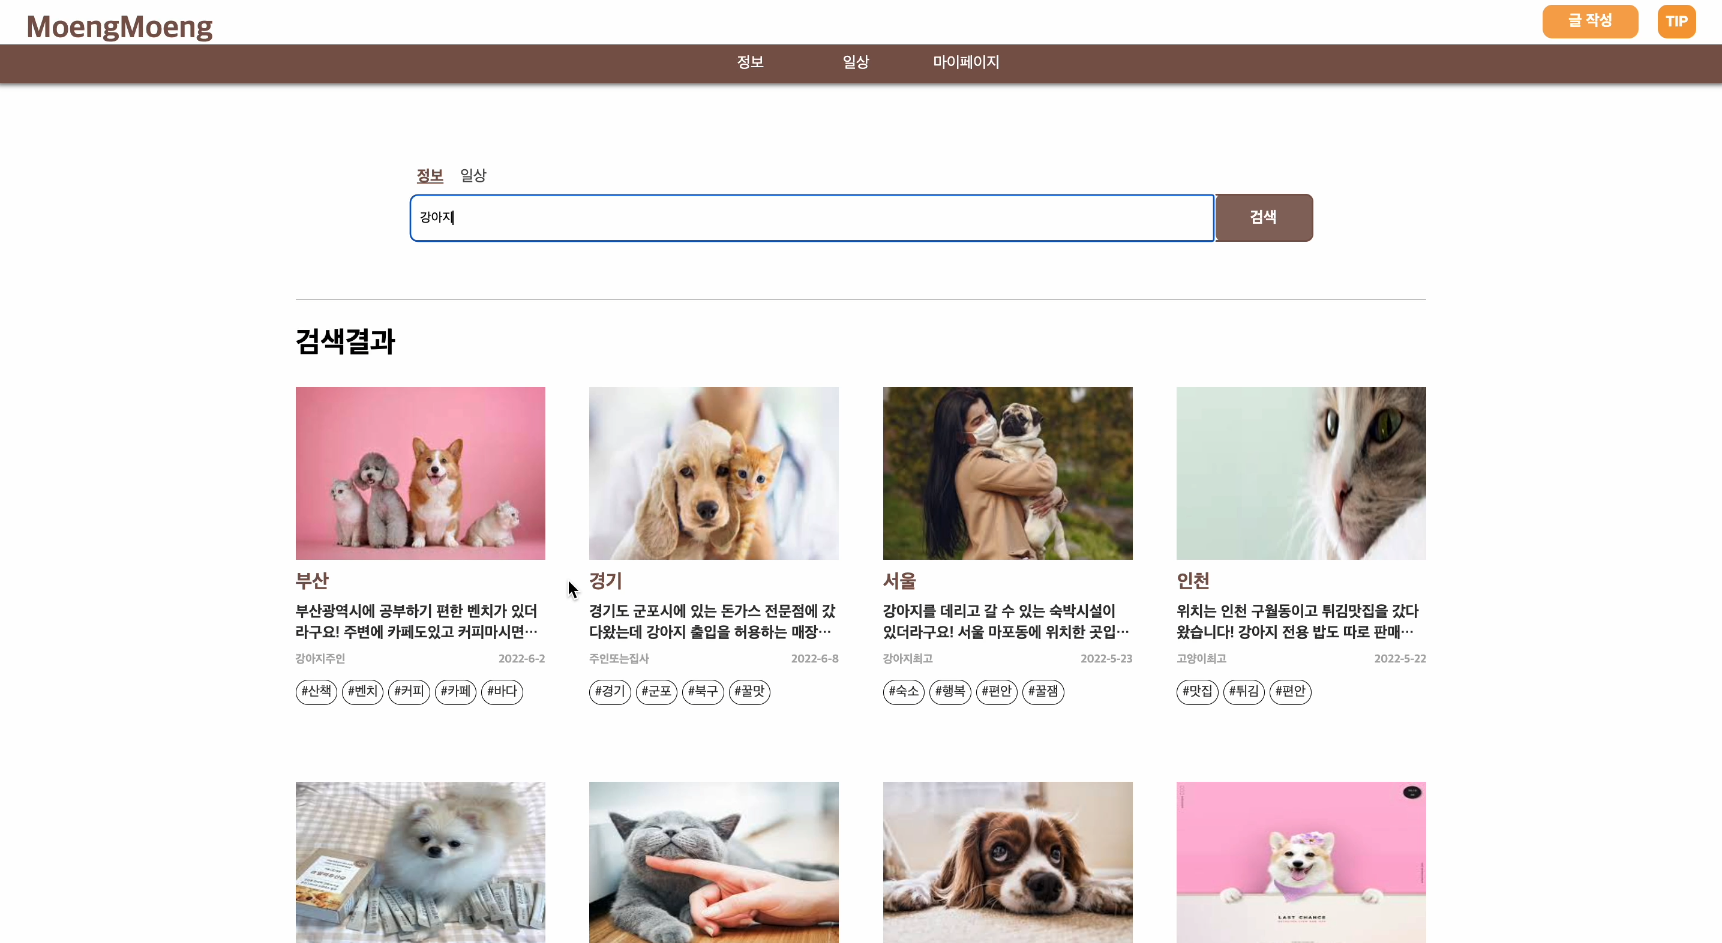 MoengMoeng
글 작성
TIP
정보
일상
마이페이지
정보 일상
강아지
검색
검색결과
부산
부산광역시에 공부하기 편한 벤치가 있더
라구요! 주변에 카페도있고 커피마시면…
강아지주인 2022-6-2
#산책 #벤치 #커피 #카페 #바다
경기
경기도 군포시에 있는 돈가스 전문점에 갔
다왔는데 강아지 출입을 허용하는 매장…
주인또는집사 2022-6-8
#경기 #군포 #북구 #꿀맛
서울
강아지를 데리고 갈 수 있는 숙박시설이
있더라구요! 서울 마포동에 위치한 곳입…
강아지최고 2022-5-23
#숙소 #행복 #편안 #꿀잼
인천
위치는 인천 구월동이고 튀김맛집을 갔다
왔습니다! 강아지 전용 밥도 따로 판매…
고양이최고 2022-5-22
#맛집 #튀김 #편안
LAST CHANCE